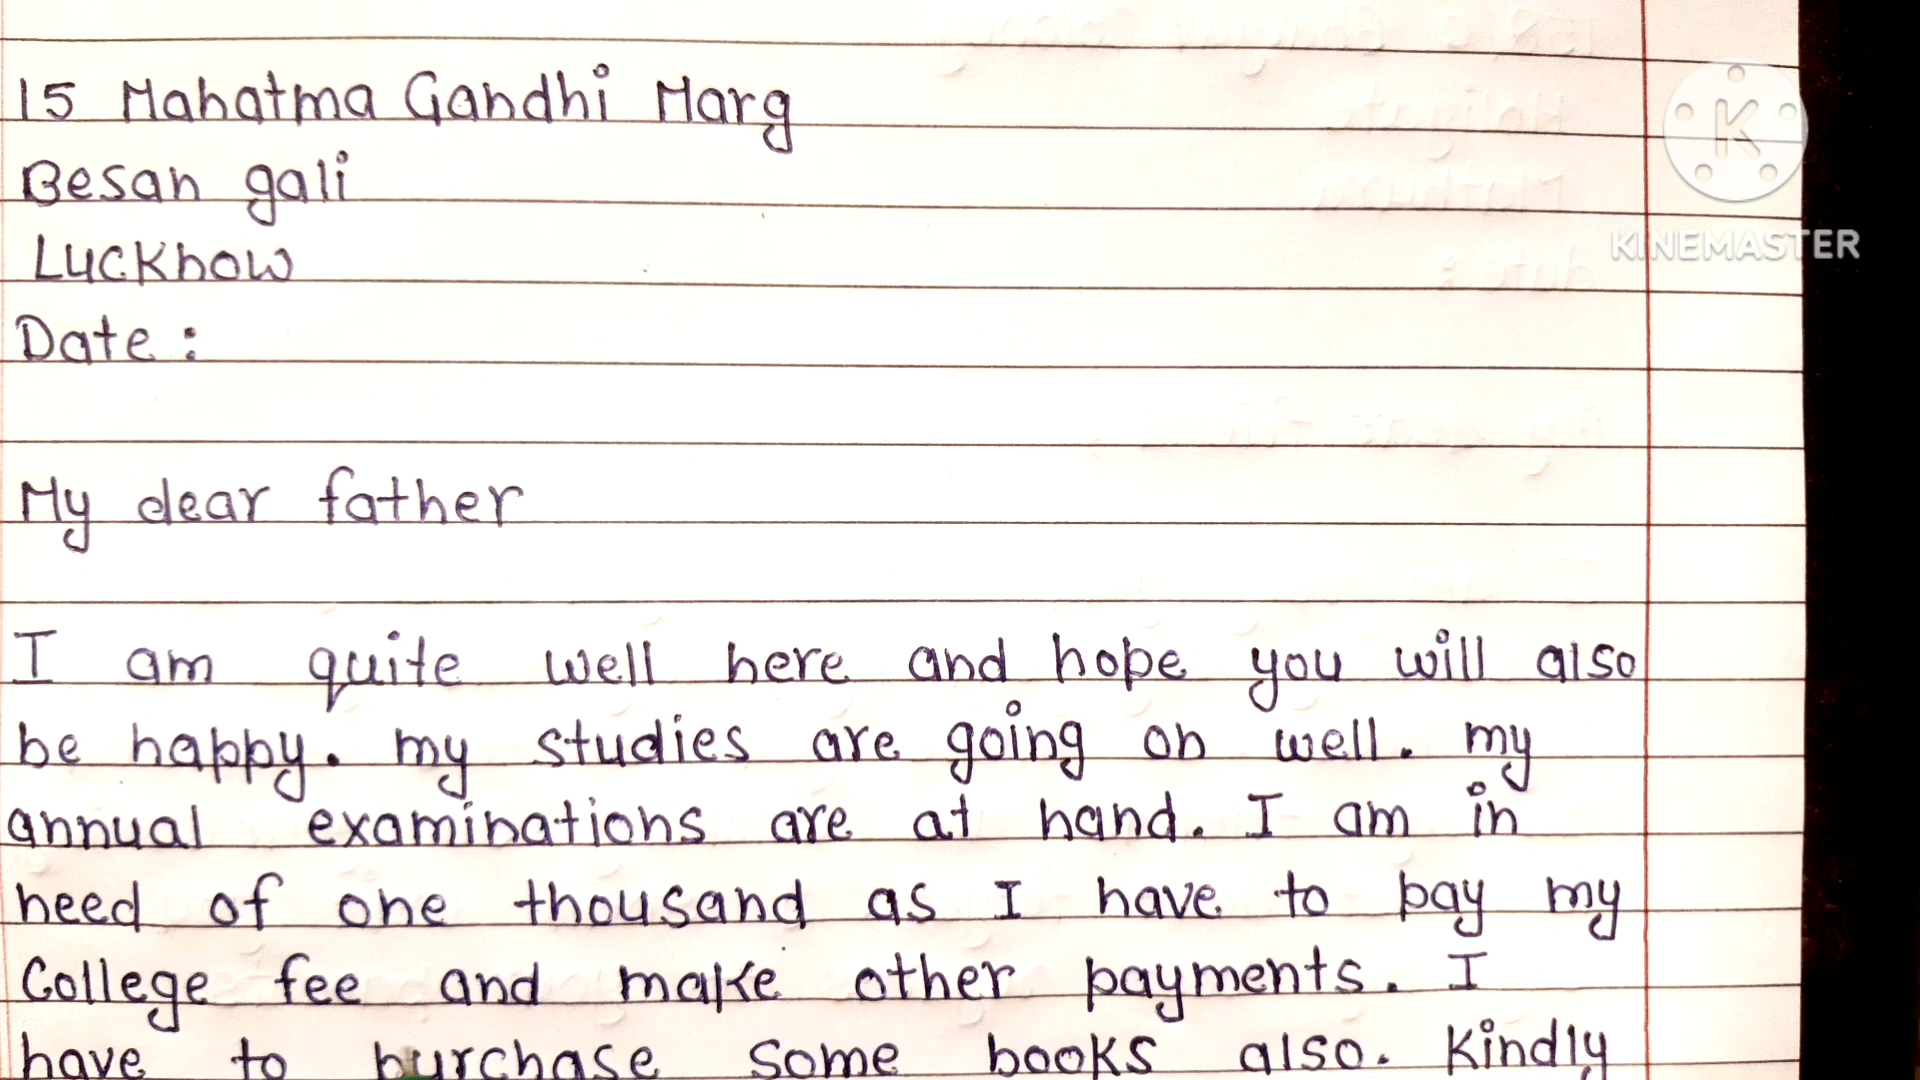 15 Mahatma Gandhi Marg
Besan gali
Lucknow
Date :
My dear father
I am quite well here and hope you will also
be happy. my studies are going on well. my
annual examinations are at hand. I am in
need of one thousand as I have to pay my
College fee and make other payments. I
have to purchase some books also. Kindly
K
KINEMASTER